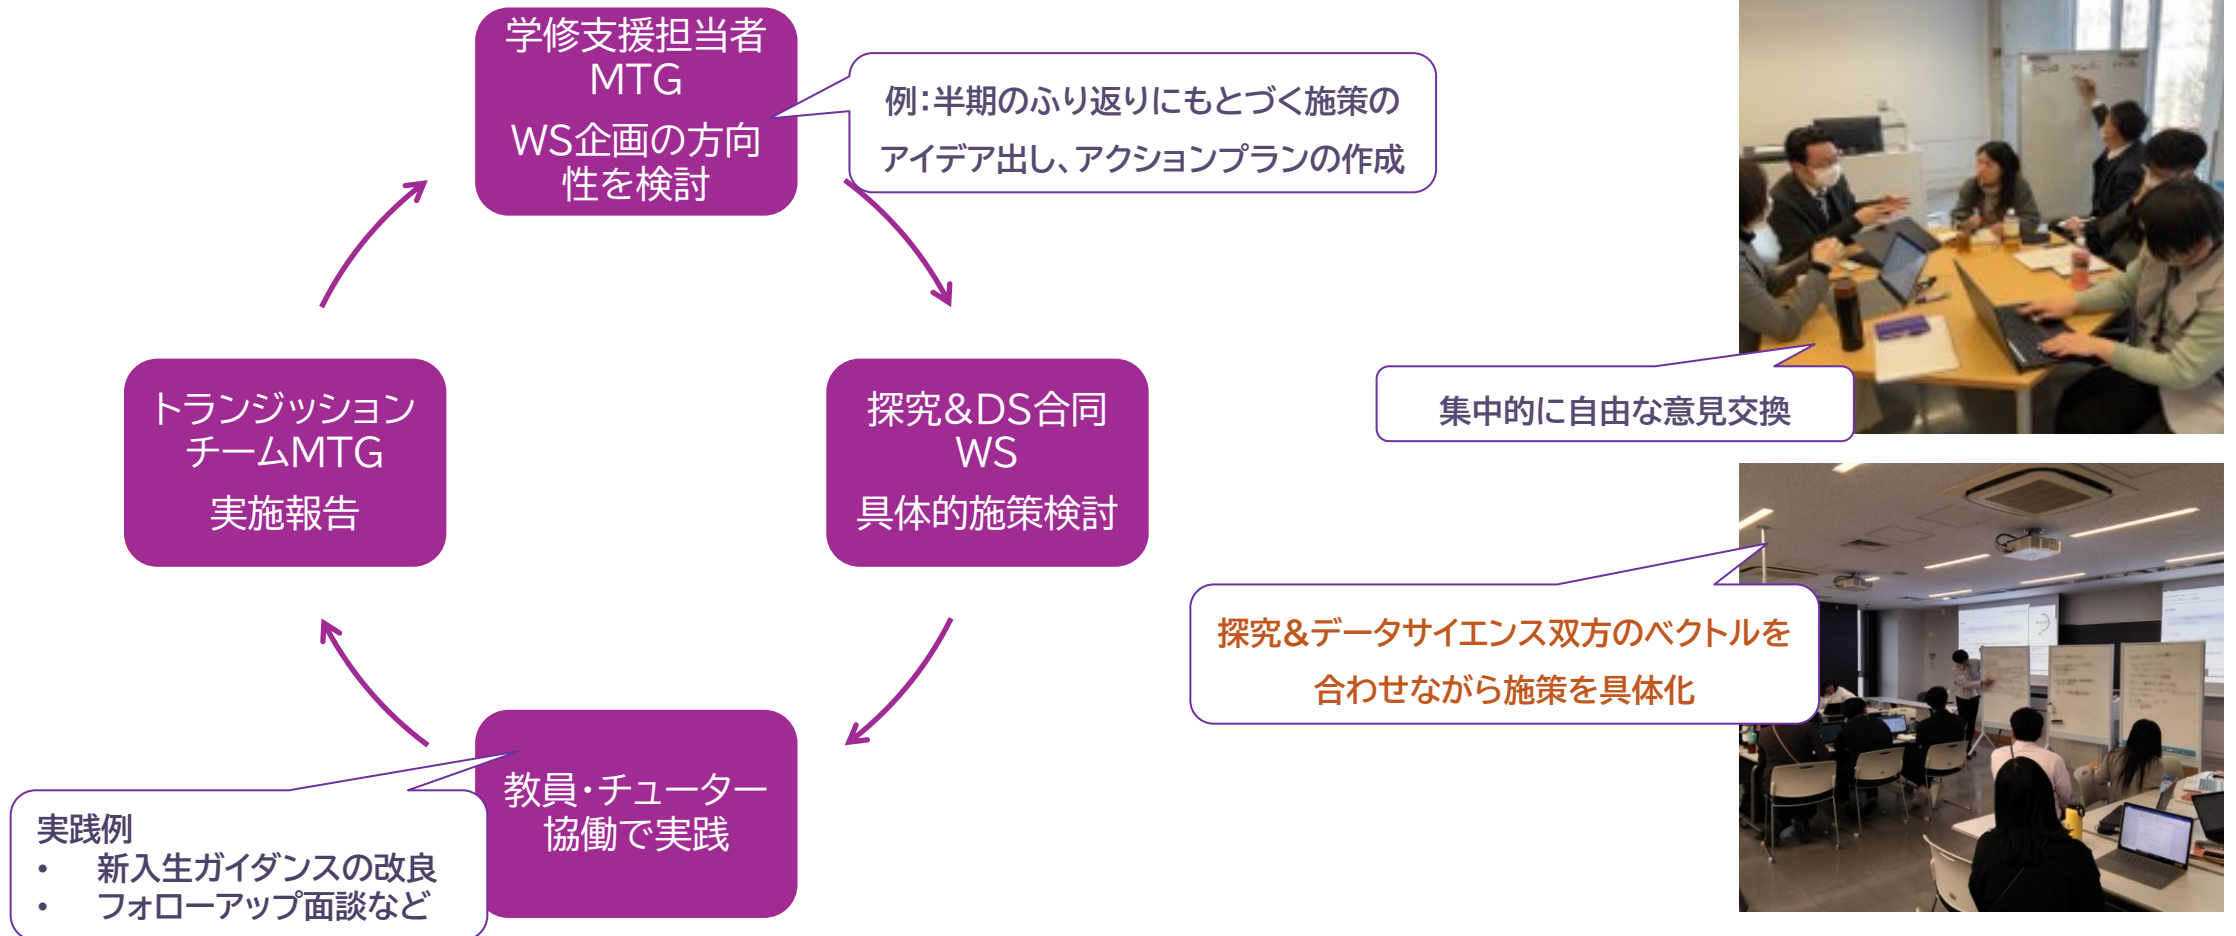 学修支援担当者
MTG
WS企画の方向
性を検討
例：半期のふり返りにもとづく施策の
アイデア出し、アクションプランの作成
トランジッション
チームMTG
実施報告
探究&DS合同
WS
具体的施策検討
集中的に自由な意見交換
探究&データサイエンス双方のベクトルを
合わせながら施策を具体化
教員・チューター
協働で実践
実践例
• 新入生ガイダンスの改良
• フォローアップ面談など